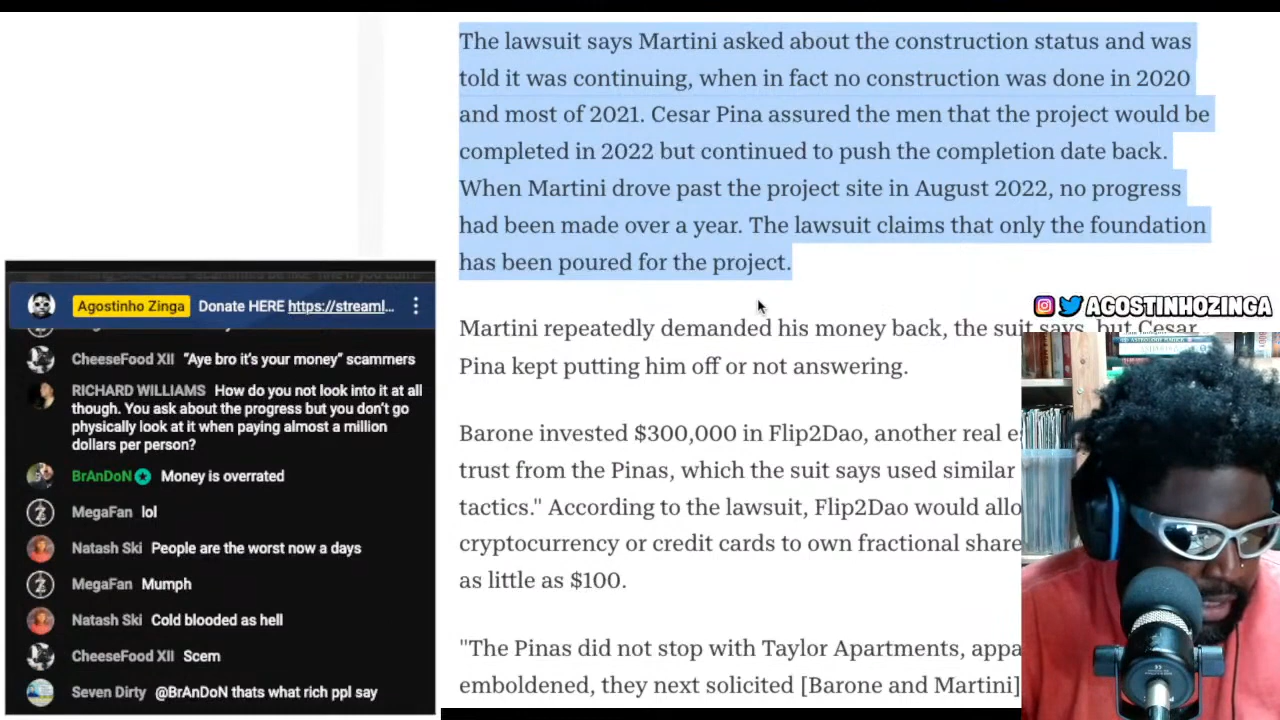 The lawsuit says Martini asked about the construction status and was
told it was continuing, when in fact no construction was done in 2020
and most of 2021. Cesar Pina assured the men that the project would be
completed in 2022 but continued to push the completion date back.
When Martini drove past the project site in August 2022, no progress
had been made over a year. The lawsuit claims that only the foundation
has been poured for the project.
Martini repeatedly demanded his money back, the suit says, but Cesar
Pina kept putting him off or not answering.
Barone invested $300,000 in Flip2Dao, another real
trust from the Pinas, which the suit says used similar
tactics." According to the lawsuit, Flip2Dao would
cryptocurrency or credit cards to own fractional
as little as $100.
"The Pinas did not stop with Taylor Apartments,
emboldened, they next solicited [Barone and Martini]
Agostinho Zinga Donate HERE https://streaml...
CheeseFood XII “Aye bro it’s your money” scammers
RICHARD WILLIAMS How do you not look into it at all
though. You ask about the progress but you don't go
physically look at it when paying almost a million
dollars per person?
BrAnDoN Money is overrated
MegaFan lol
Natash Ski People are the worst now a days
MegaFan Mumph
Natash Ski Cold blooded as hell
CheeseFood XII Scem
Seven Dirty @BrAnDoN thats what rich ppl say
@AGOSTINHOZINGA